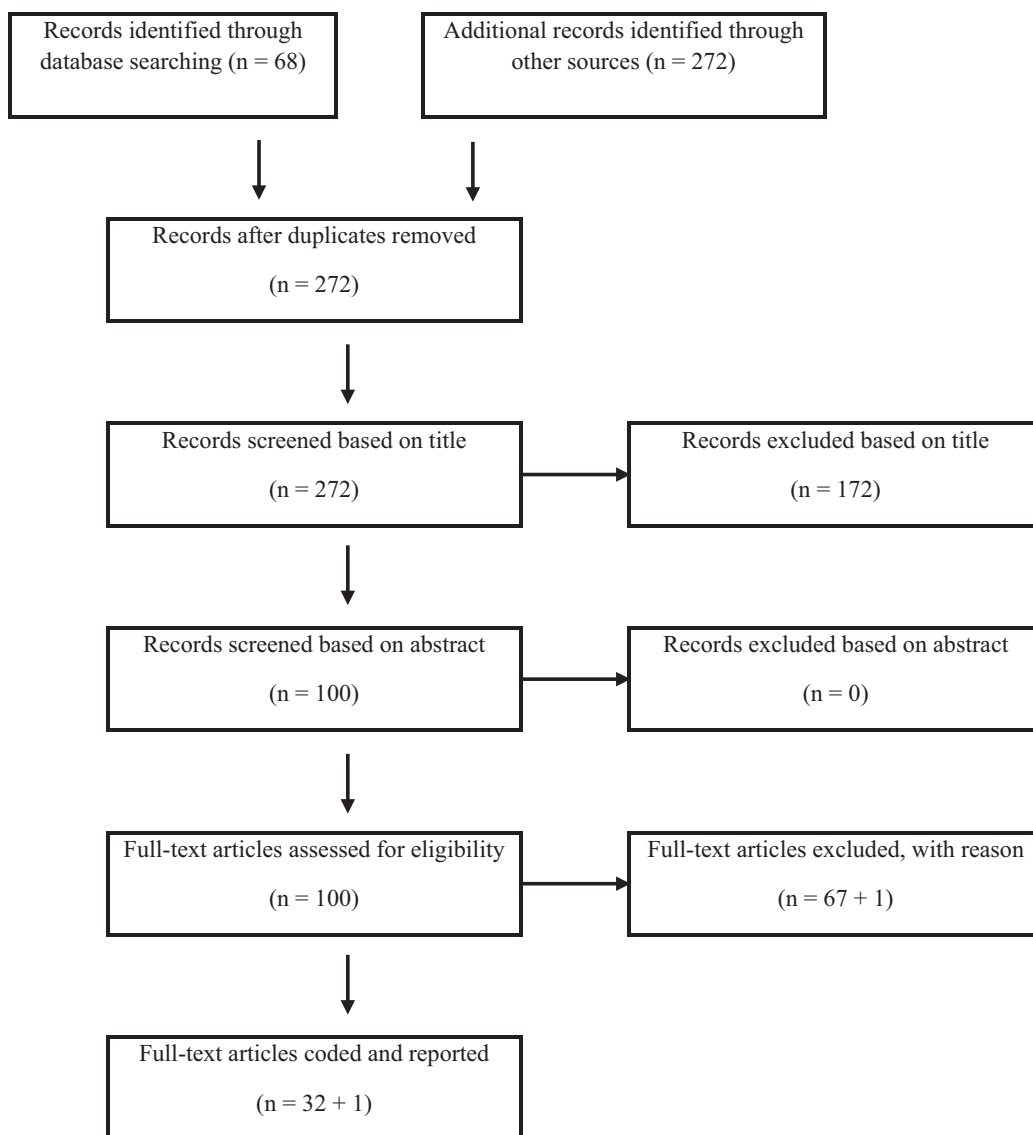 Records identified through
database searching (n = 68)
Additional records identified through
other sources (n = 272)
Records after duplicates removed
(n = 272)
Records screened based on title
(n = 272)
Records excluded based on title
(n = 172)
Records screened based on abstract
(n = 100)
Records excluded based on abstract
(n = 0)
Full-text articles assessed for eligibility
(n = 100)
Full-text articles excluded, with reason
(n = 67 + 1)
Full-text articles coded and reported
(n = 32 + 1)